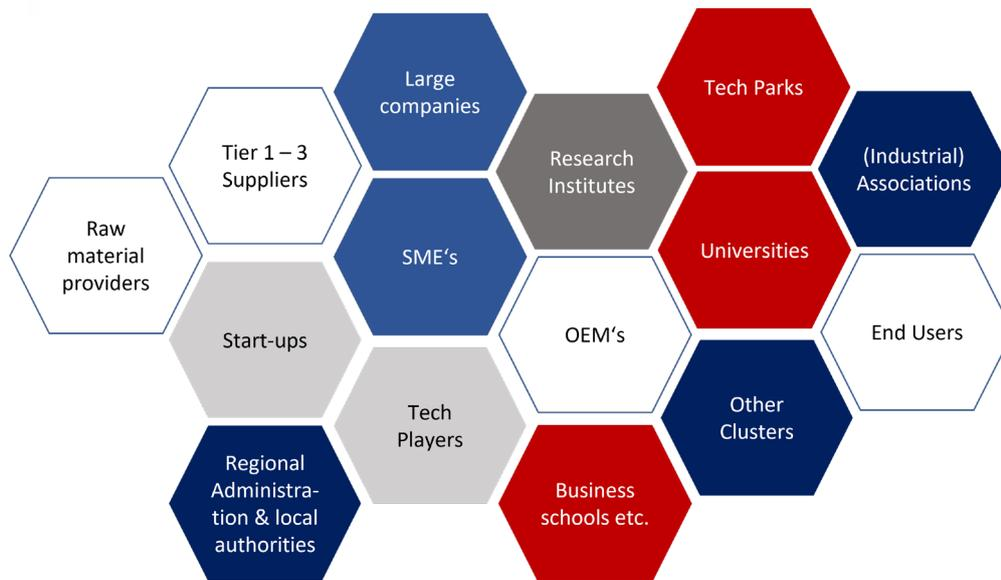 Large
companies
Tech Parks
Tier 1 – 3
Suppliers
Research
Institutes
(Industrial)
Associations
Raw
material
providers
SME‘s
Universities
Start-ups
OEM‘s
End Users
Tech
Players
Other
Clusters
Regional
Administra-
tion & local
authorities
Business
schools etc.